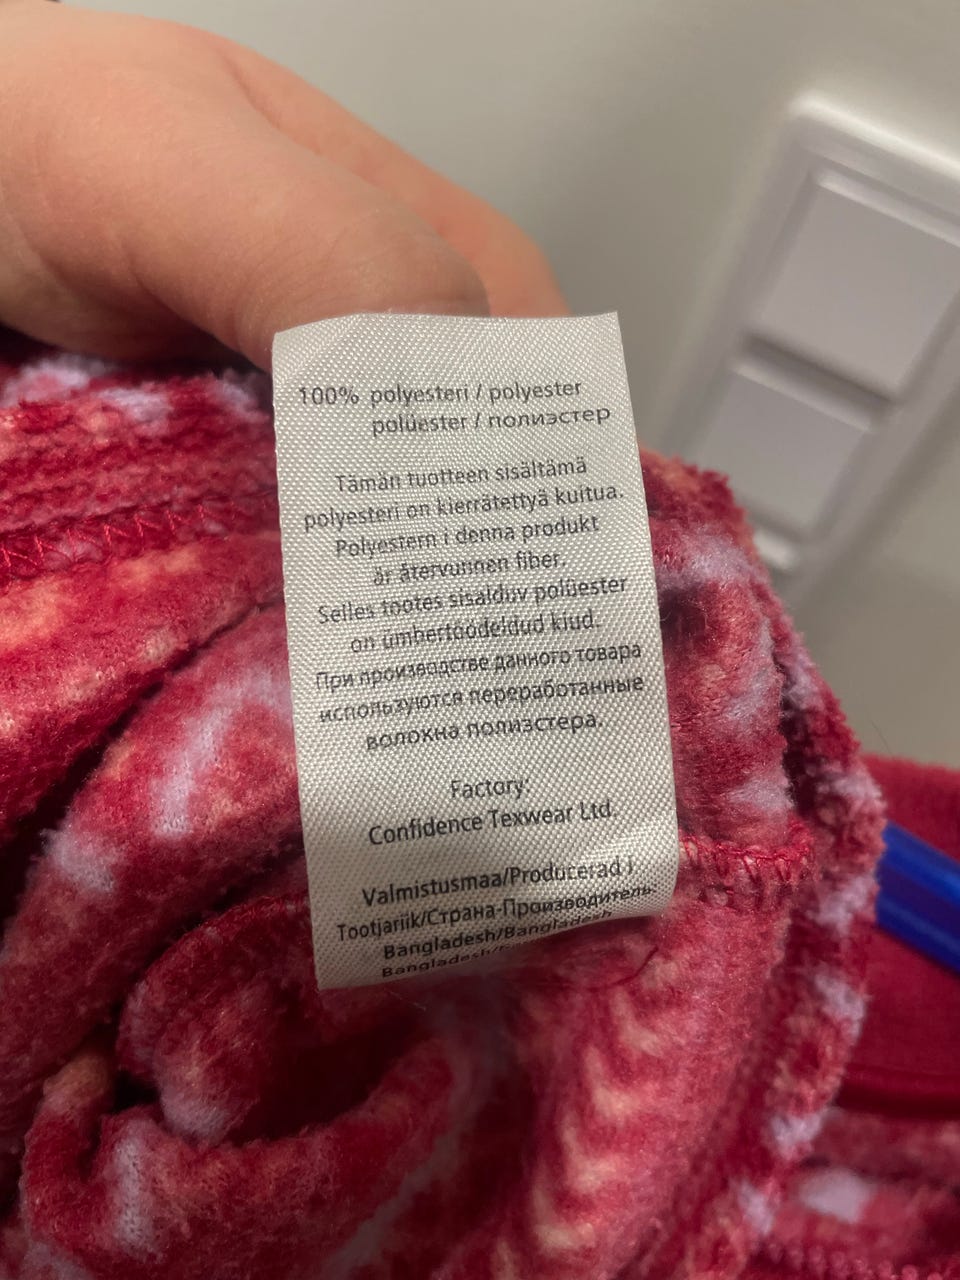 100% polyesteri / polyester
polüester / полиэстер
Tämän tuotteen sisältämä
polyesteri on kierrätettyä kuitua.
Polyestern i denna produkt
är återvunnen fiber.
Selles tootes sisalduv polüester
on ümbertöödeldud kiud.
При производстве данного товара
используются переработанные
волокна полиэстера.
Factory:
Confidence Texwear Ltd.
Valmistusmaa/Producerad i
Tootjariik/Страна-Производитель:
Bangladesh/Bangladesh
Bangladesh/